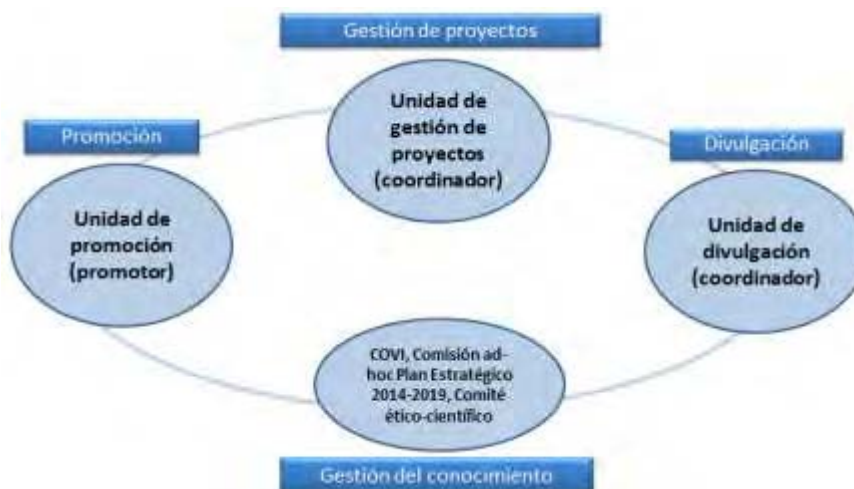 Gestión de proyectos
Unidad de
gestión de
proyectos
(coordinador)
Promoción
Unidad de
promoción
(promotor)
Divulgación
Unidad de
divulgación
(coordinador)
COVI, Comisión ad-
hoc Plan Estratégico
2014-2019, Comité
ético-científico
Gestión del conocimiento